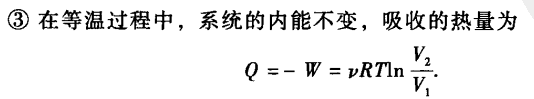 ③ 在等温过程中，系统的内能不变，吸收的热量为
Q = − W = νRTln V₂/V₁.